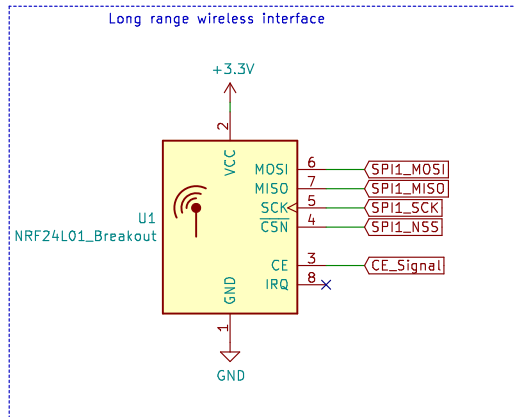 Long range wireless interface
+3.3V
2
VCC
MOSI 6 SPI1_MOSI
MISO 7 SPI1_MISO
SCK 5 SPI1_SCK
CSN 4 SPI1_NSS
U1
NRF24L01_Breakout
CE 3 CE_Signal
IRQ 8
GND
1
GND